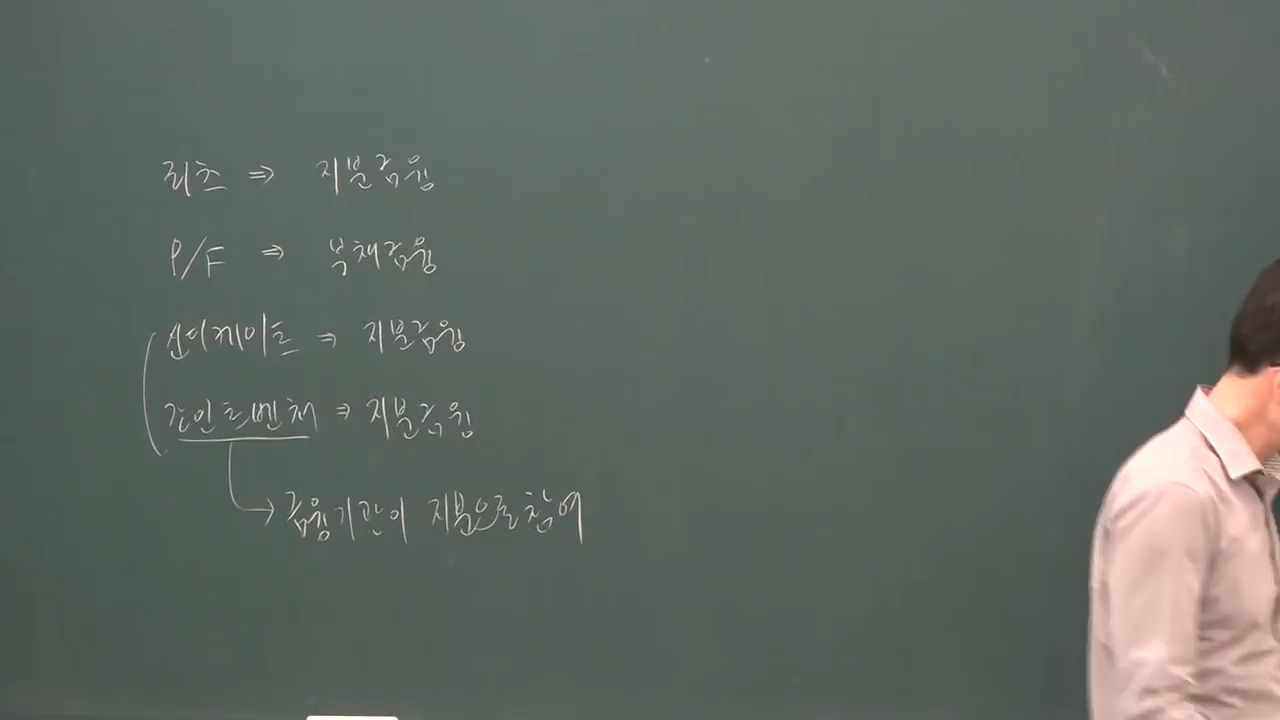 리츠 ⇒ 지분금융
P/F ⇒ 부채금융
신디케이트 ⇒ 지분금융
조인트벤처 ⇒ 지분금융
→ 금융기관이 지분으로 참여